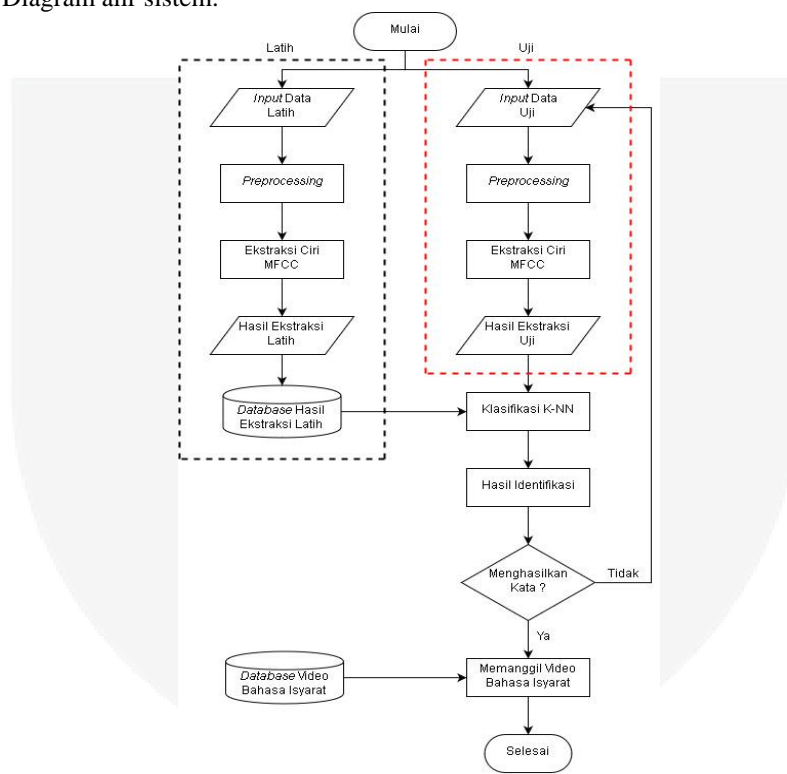 Diagram alir sistem.
Mulai
Latih
Uji
Input Data
Latih
Input Data
Uji
Preprocessing
Preprocessing
Ekstraksi Ciri
MFCC
Ekstraksi Ciri
MFCC
Hasil Ekstraksi
Latih
Hasil Ekstraksi
Uji
Database Hasil
Ekstraksi Latih
Klasifikasi K-NN
Hasil Identifikasi
Menghasilkan
Kata ?
Tidak
Ya
Database Video
Bahasa Isyarat
Memanggil Video
Bahasa Isyarat
Selesai